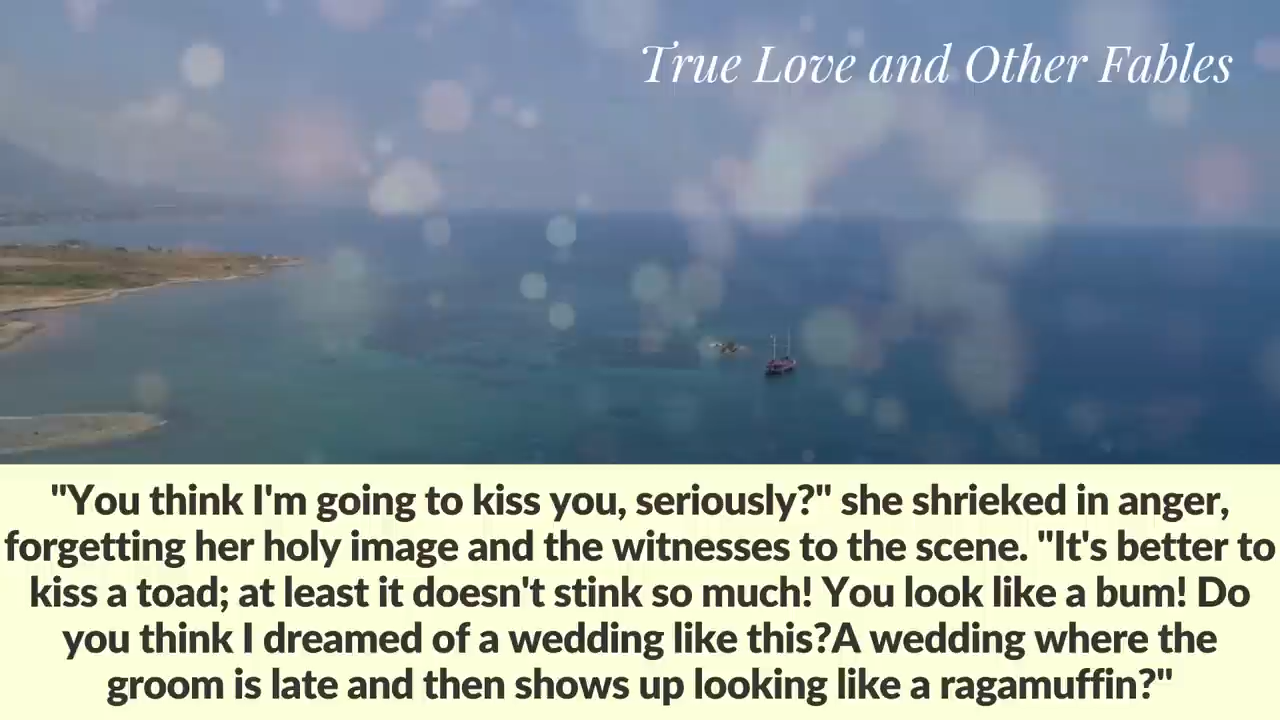 True Love and Other Fables
"You think I'm going to kiss you, seriously?" she shrieked in anger,
forgetting her holy image and the witnesses to the scene. "It's better to
kiss a toad; at least it doesn't stink so much! You look like a bum! Do
you think I dreamed of a wedding like this?A wedding where the
groom is late and then shows up looking like a ragamuffin?"